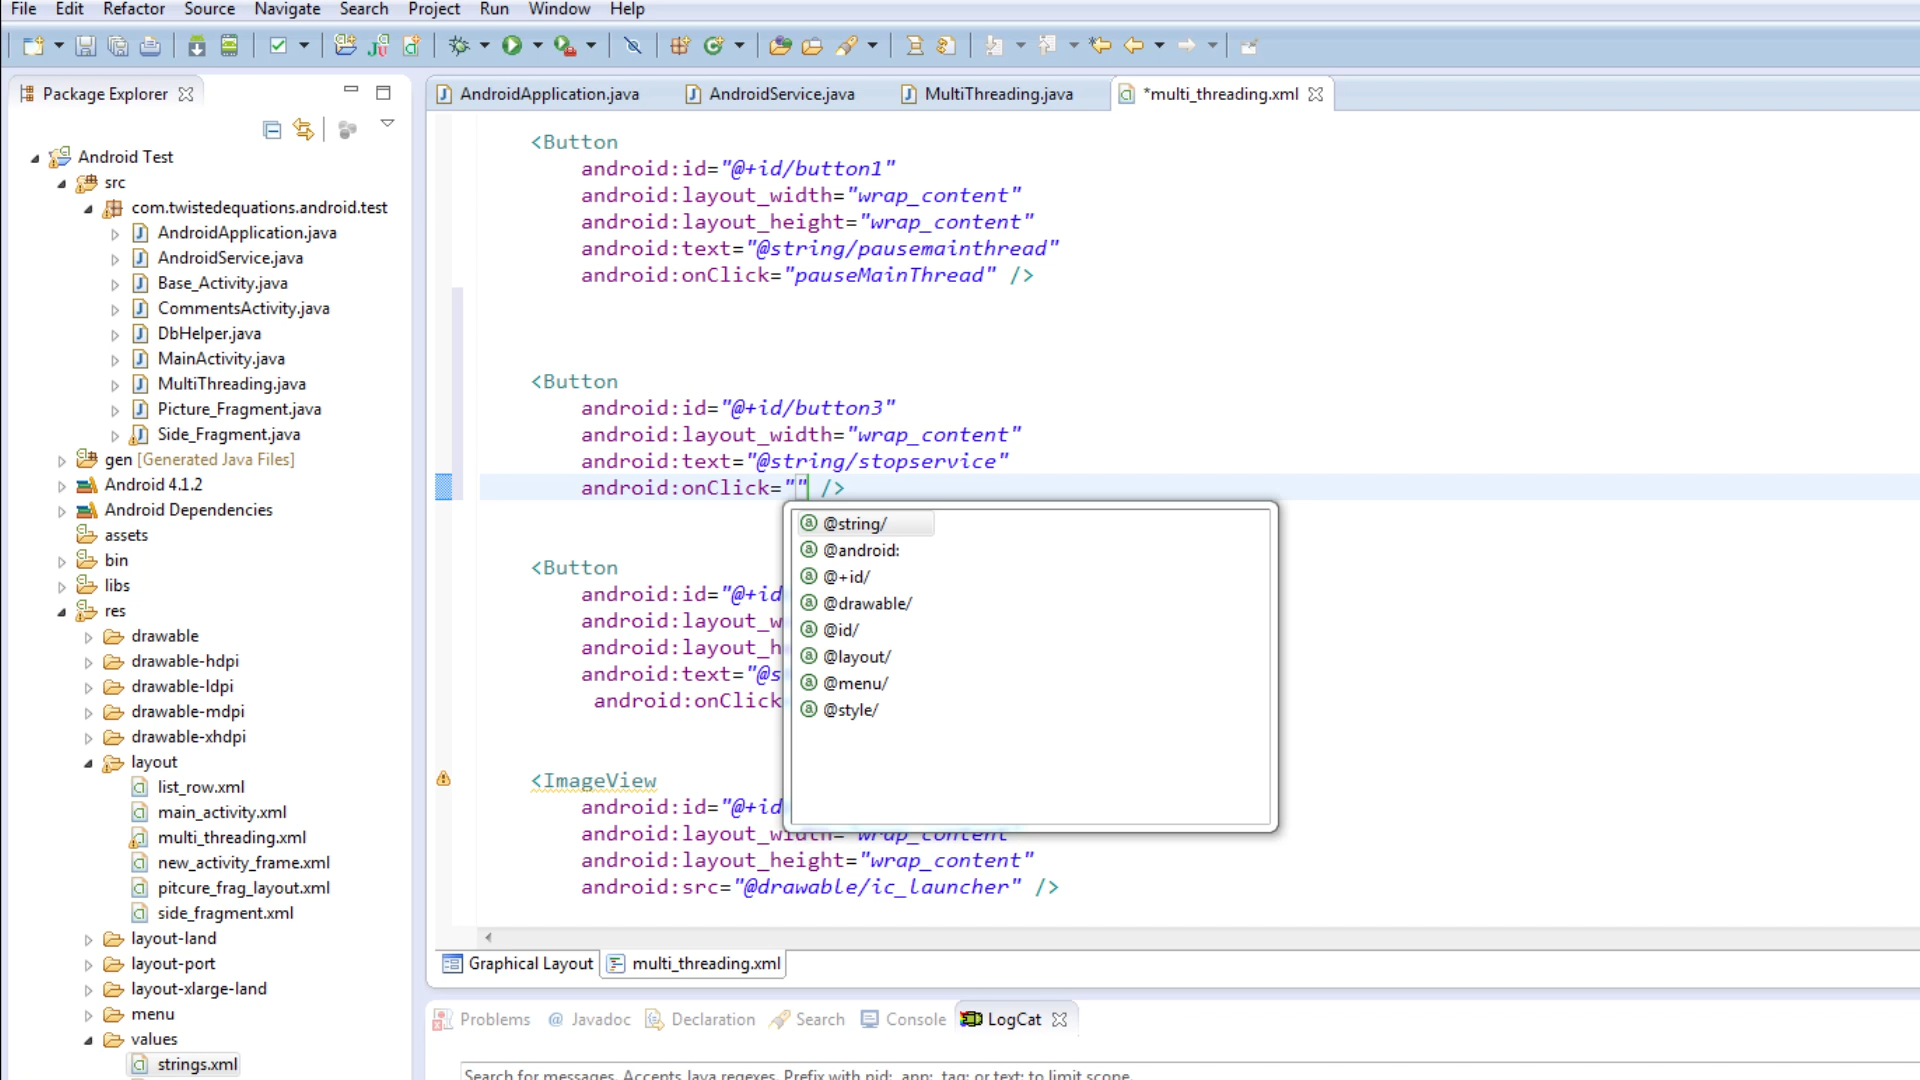 File Edit Refactor Source Navigate Search Project Run Window Help
Package Explorer
AndroidApplication.java AndroidService.java MultiThreading.java *multi_threading.xml
Android Test
src
com.twistedequations.android.test
AndroidApplication.java
AndroidService.java
Base_Activity.java
CommentsActivity.java
DbHelper.java
MainActivity.java
MultiThreading.java
Picture_Fragment.java
Side_Fragment.java
gen [Generated Java Files]
Android 4.1.2
Android Dependencies
assets
bin
libs
res
drawable
drawable-hdpi
drawable-ldpi
drawable-mdpi
drawable-xhdpi
layout
list_row.xml
main_activity.xml
multi_threading.xml
new_activity_frame.xml
pitcure_frag_layout.xml
side_fragment.xml
layout-land
layout-port
layout-xlarge-land
menu
values
strings.xml
<Button
android:id="@+id/button1"
android:layout_width="wrap_content"
android:layout_height="wrap_content"
android:text="@string/pausemainthread"
android:onClick="pauseMainThread" />
<Button
android:id="@+id/button3"
android:layout_width="wrap_content"
android:text="@string/stopservice"
android:onClick="" />
@string/
@android:
@+id/
@drawable/
@id/
@layout/
@menu/
@style/
<Button
android:id="@+id
android:layout_w
android:layout_h
android:text="@s
android:onClick
<ImageView
android:id="@+id
android:layout_width="wrap_content"
android:layout_height="wrap_content"
android:src="@drawable/ic_launcher" />
Graphical Layout multi_threading.xml
Problems @ Javadoc Declaration Search Console LogCat
Search for messages. Accepts Java regexes. Prefix with pid:, app:, tag: or text: to limit scope.